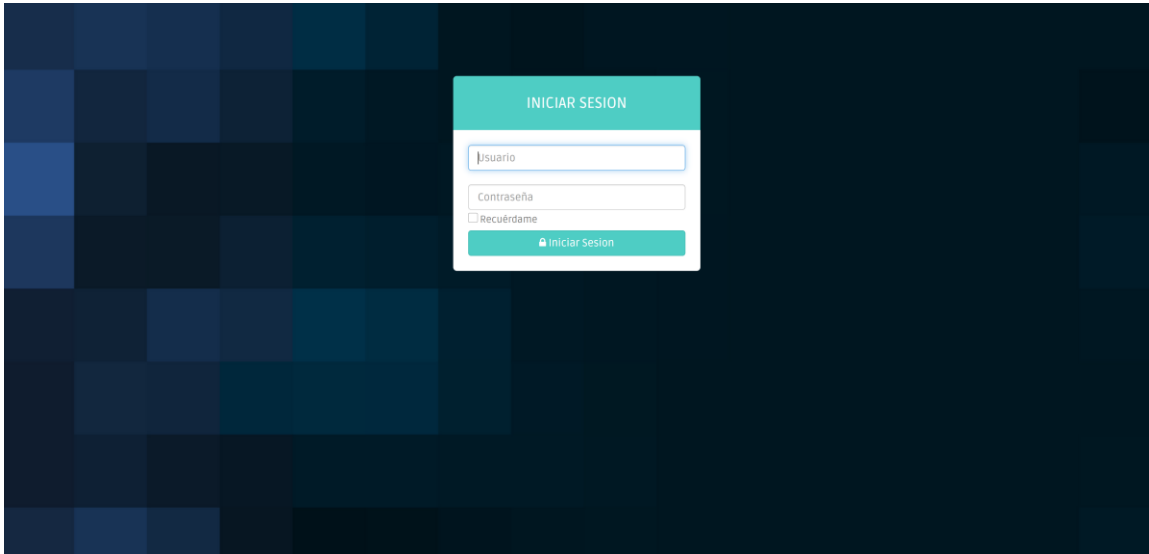 INICIAR SESION
Usuario
Contraseña
Recuérdame
Iniciar Sesion